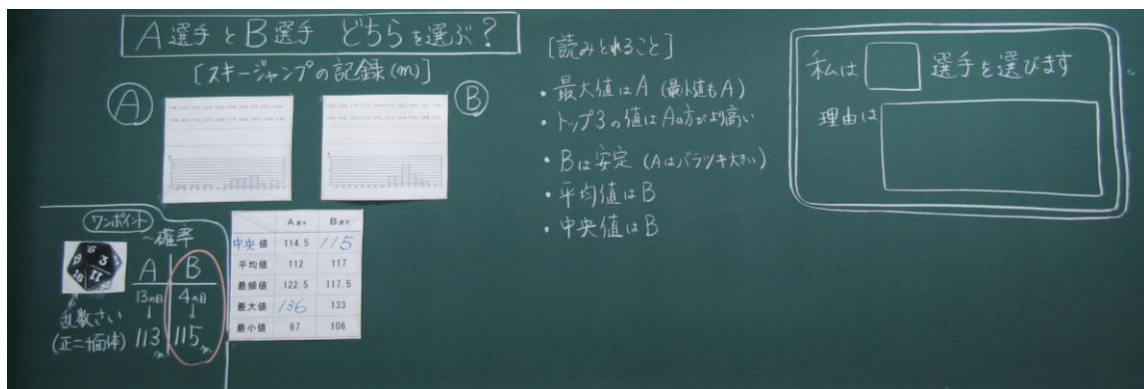 A選手とB選手 どちらを選ぶ?
[スキージャンプの記録(m)]
A
B
ワンポイント
~確率
A B
13の目 4の目
↓ ↓
113m 115m
乱数さい
(正二十面体)
A選手 B選手
中央値 114.5 115
平均値 112 117
最頻値 122.5 117.5
最大値 136 133
最小値 67 106
[読みとれること]
・最大値はA(最小値もA)
・トップ3の値はAの方がより高い
・Bは安定(Aはバラツキ大きい)
・平均値はB
・中央値はB
私は 選手を選びます
理由は